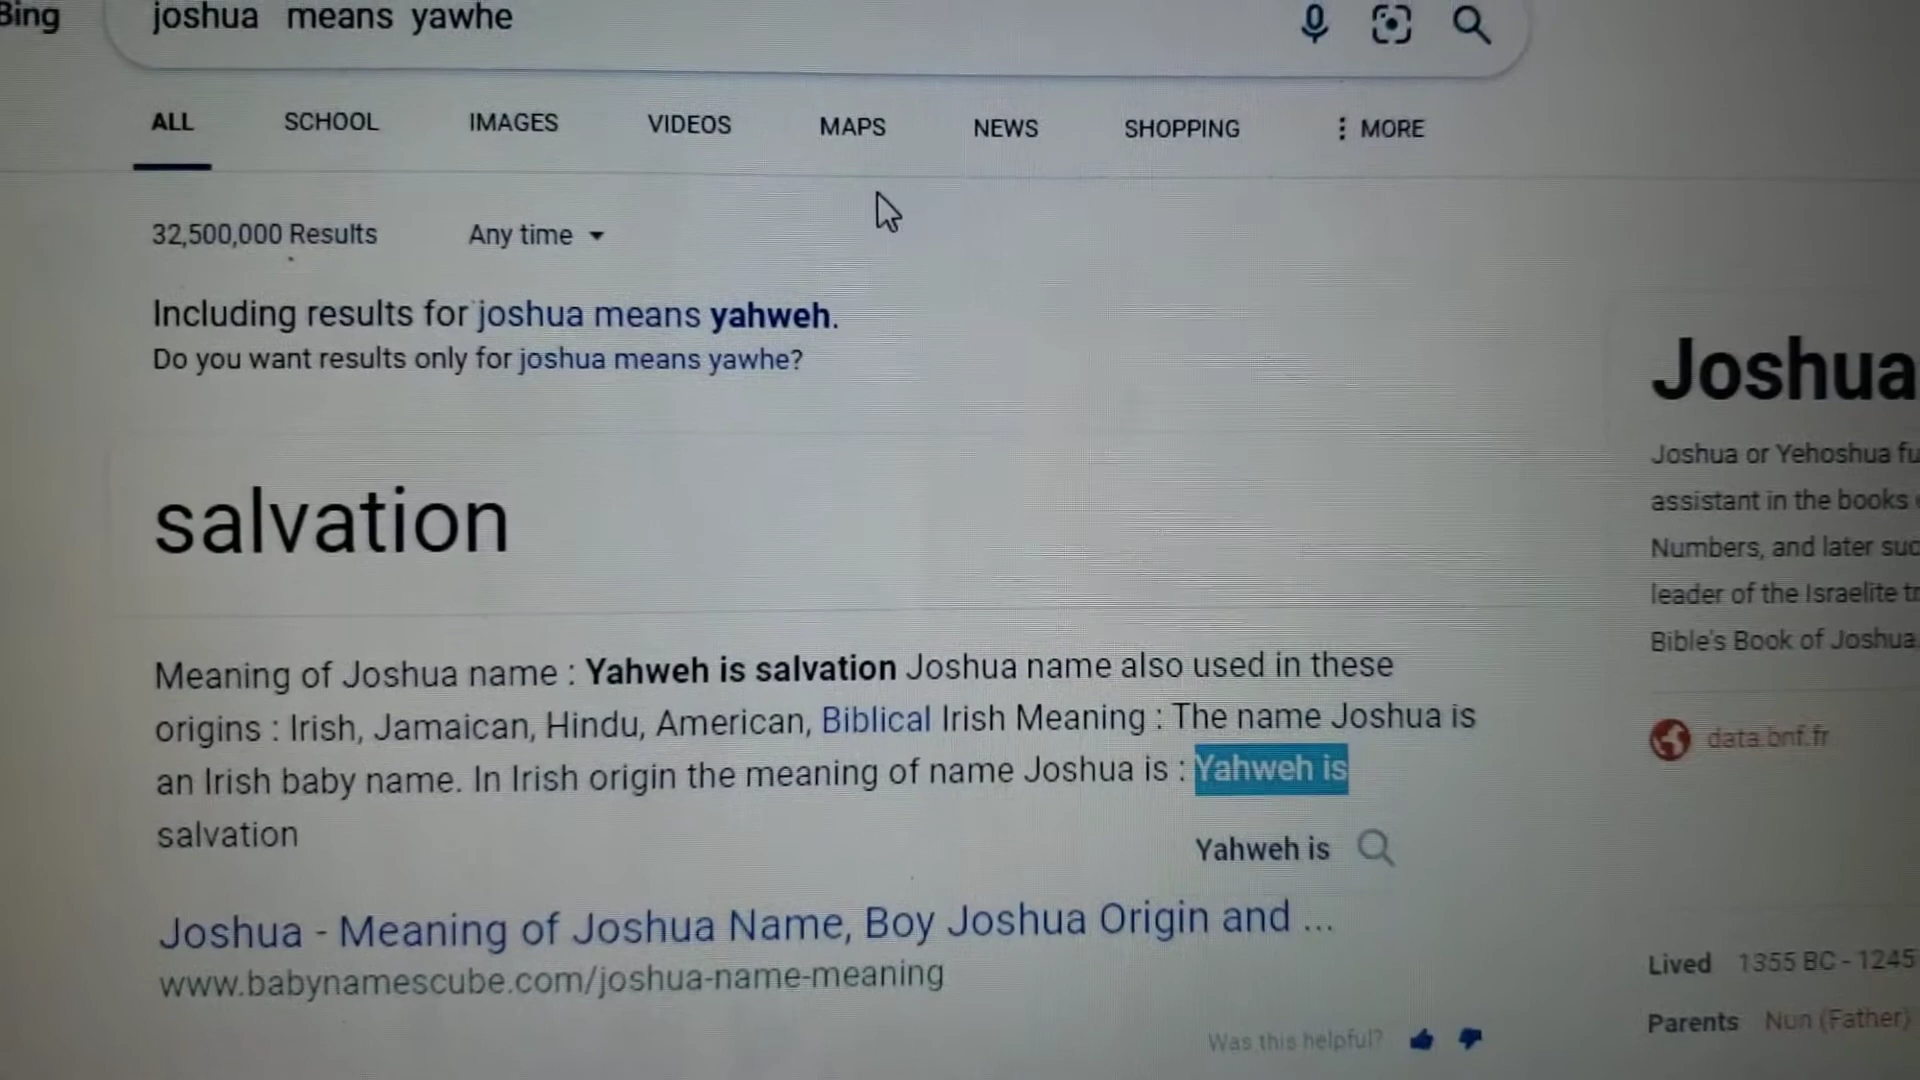 Bing
joshua means yawhe
ALL SCHOOL IMAGES VIDEOS MAPS NEWS SHOPPING MORE
32,500,000 Results Any time
Including results for joshua means yahweh.
Do you want results only for joshua means yawhe?
salvation
Meaning of Joshua name : Yahweh is salvation Joshua name also used in these
origins : Irish, Jamaican, Hindu, American, Biblical Irish Meaning : The name Joshua is
an Irish baby name. In Irish origin the meaning of name Joshua is : Yahweh is
salvation
Yahweh is
Joshua - Meaning of Joshua Name, Boy Joshua Origin and ...
www.babynamescube.com/joshua-name-meaning
Was this helpful?
Joshua
Joshua or Yehoshua
assistant in the books
Numbers, and later
leader of the Israelite
Bible's Book of Joshua
data.bnf.fr
Lived 1355 BC - 1245
Parents Nun (Father)